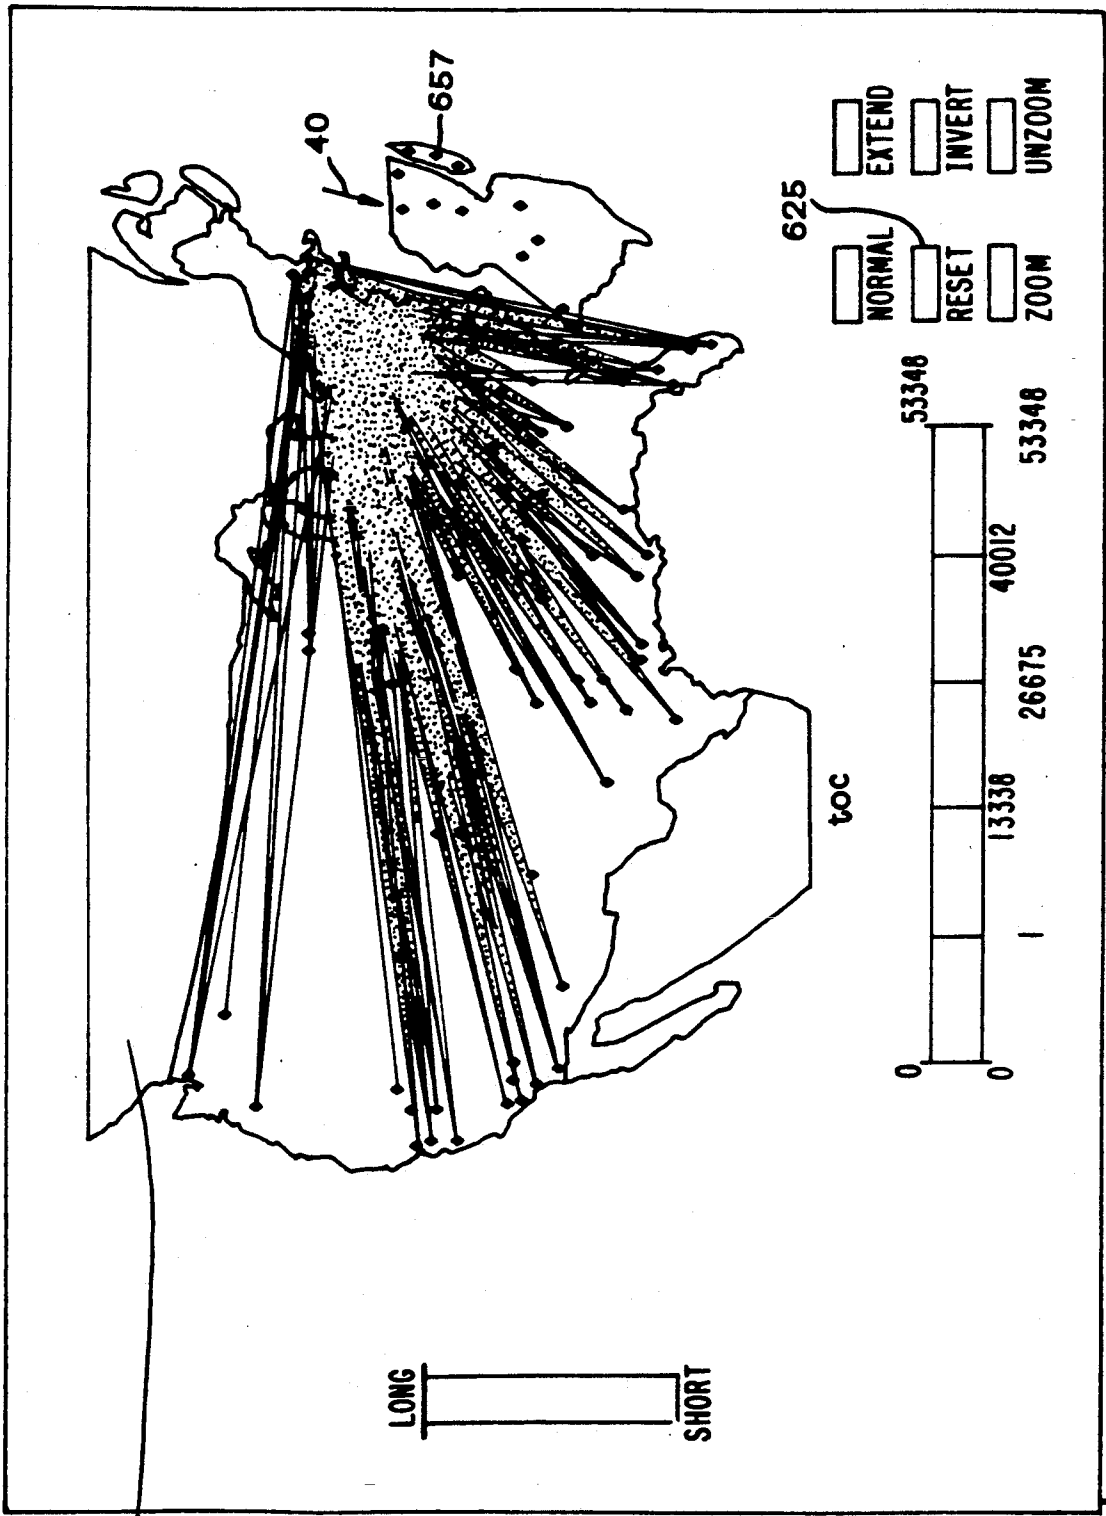 40
657
625
NORMAL
EXTEND
RESET
INVERT
ZOOM
UNZOOM
LONG
SHORT
toc
0
53348
0
1
13338
26675
40012
53348